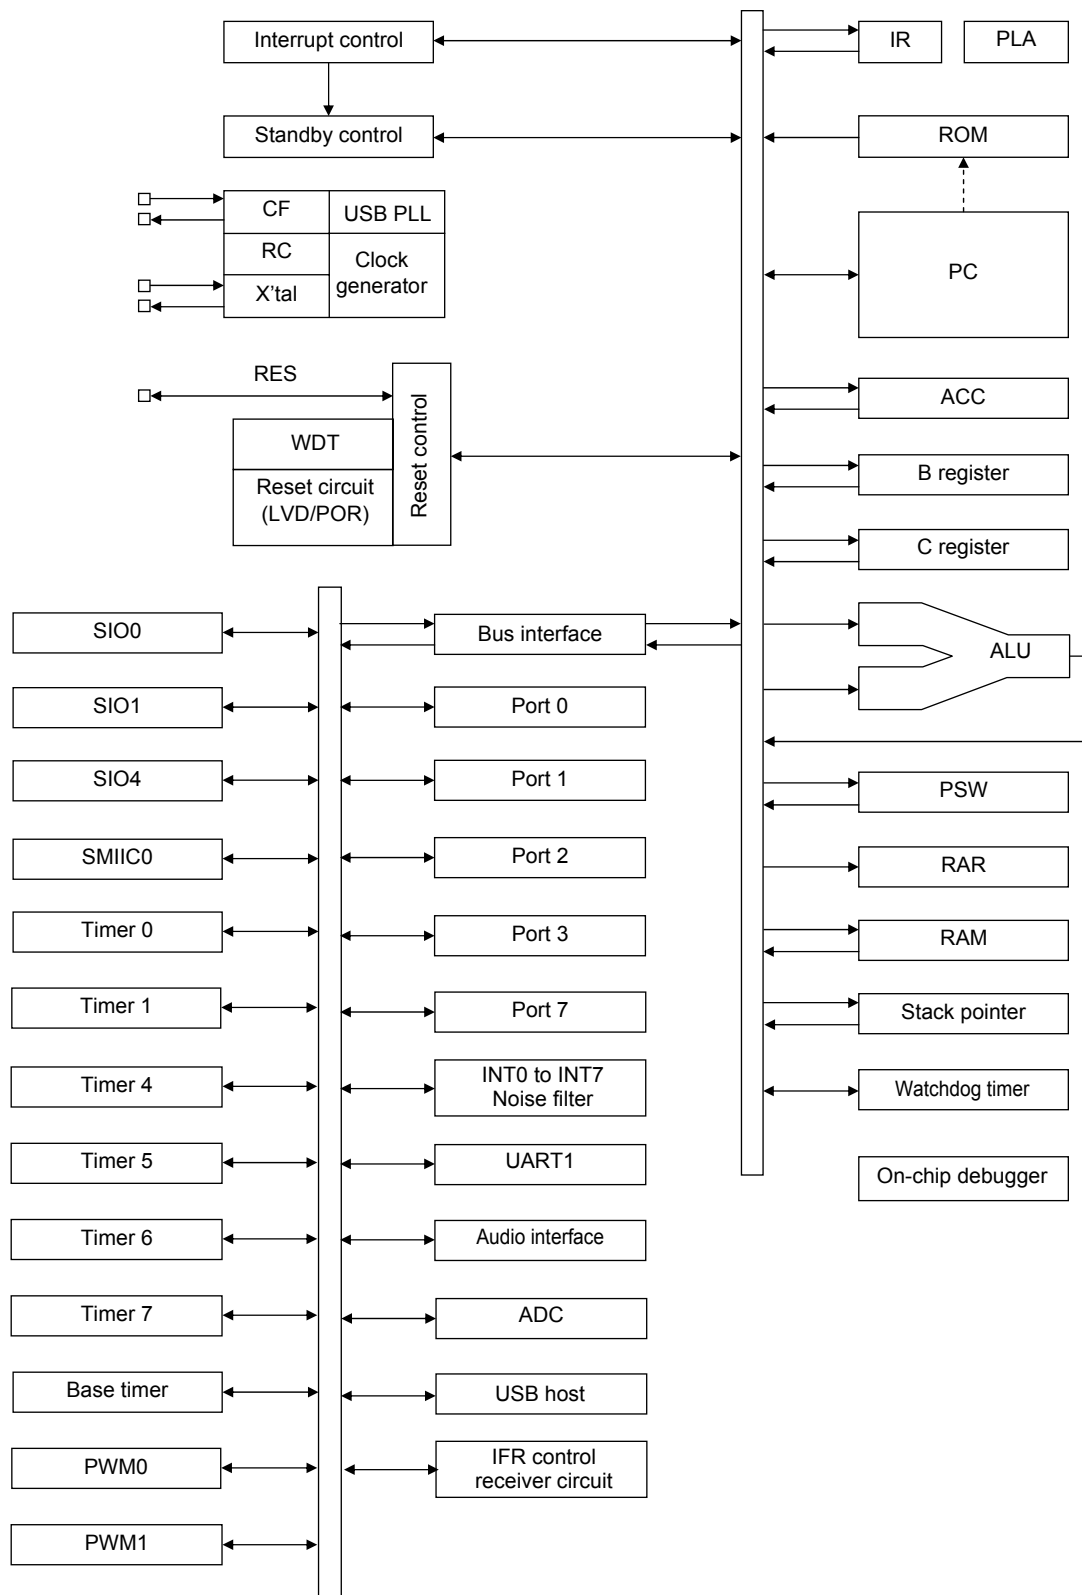 Interrupt control
IR
PLA
Standby control
ROM
CF
USB PLL
RC
Clock
generator
X'tal
PC
RES
Reset control
WDT
Reset circuit
(LVD/POR)
ACC
B register
C register
SIO0
Bus interface
ALU
SIO1
Port 0
SIO4
Port 1
PSW
SMIIC0
Port 2
RAR
Timer 0
Port 3
RAM
Timer 1
Port 7
Stack pointer
Timer 4
INT0 to INT7
Noise filter
Watchdog timer
Timer 5
UART1
On-chip debugger
Timer 6
Audio interface
Timer 7
ADC
Base timer
USB host
PWM0
IFR control
receiver circuit
PWM1